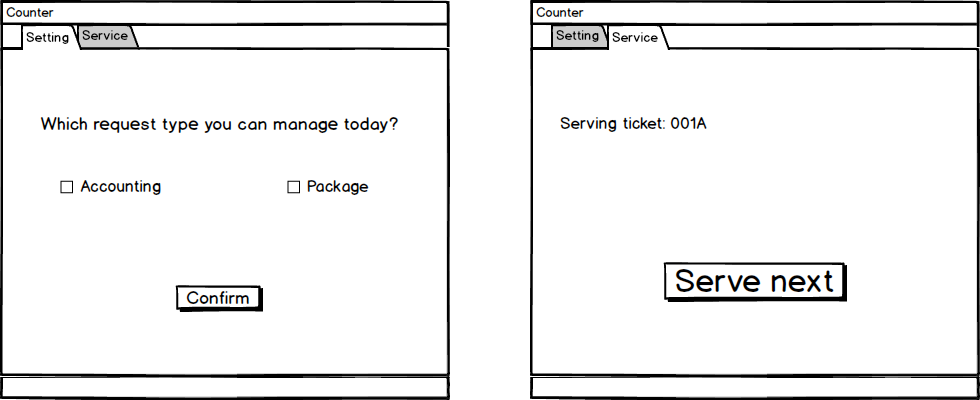 Counter
Setting Service
Which request type you can manage today?
Accounting Package
Confirm
Counter
Setting Service
Serving ticket: 001A
Serve next